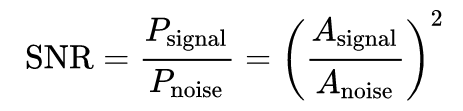 SNR = P_signal / P_noise = (A_signal / A_noise)^2